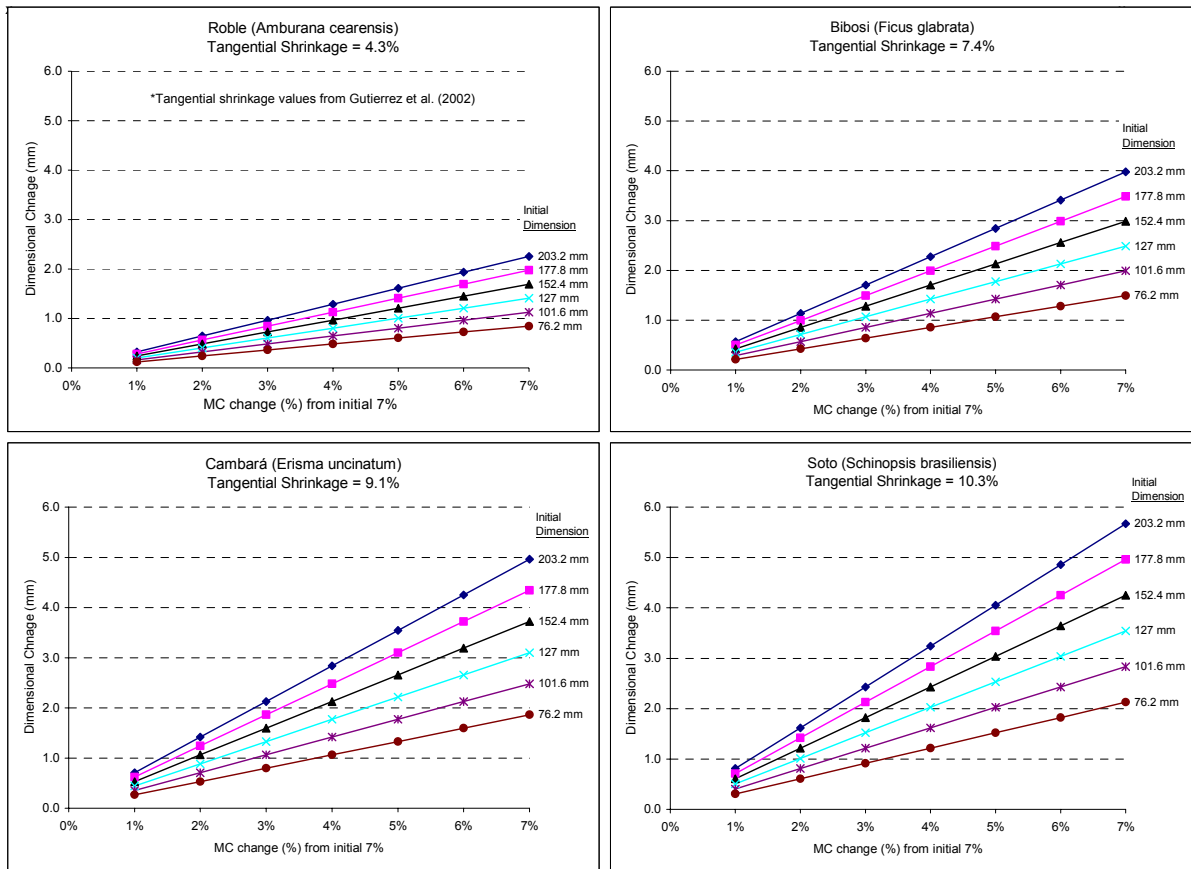 Roble (Amburana cearensis)
Tangential Shrinkage = 4.3%
*Tangential shrinkage values from Gutierrez et al. (2002)
Dimensional Chnage (mm)
6.0
5.0
4.0
3.0
2.0
1.0
0.0
0% 1% 2% 3% 4% 5% 6% 7%
MC change (%) from initial 7%
Initial
Dimension
203.2 mm
177.8 mm
152.4 mm
127 mm
101.6 mm
76.2 mm
Bibosi (Ficus glabrata)
Tangential Shrinkage = 7.4%
Dimensional Chnage (mm)
6.0
5.0
4.0
3.0
2.0
1.0
0.0
0% 1% 2% 3% 4% 5% 6% 7%
MC change (%) from initial 7%
Initial
Dimension
203.2 mm
177.8 mm
152.4 mm
127 mm
101.6 mm
76.2 mm
Cambará (Erisma uncinatum)
Tangential Shrinkage = 9.1%
Dimensional Chnage (mm)
6.0
5.0
4.0
3.0
2.0
1.0
0.0
0% 1% 2% 3% 4% 5% 6% 7%
MC change (%) from initial 7%
Initial
Dimension
203.2 mm
177.8 mm
152.4 mm
127 mm
101.6 mm
76.2 mm
Soto (Schinopsis brasiliensis)
Tangential Shrinkage = 10.3%
Dimensional Chnage (mm)
6.0
5.0
4.0
3.0
2.0
1.0
0.0
0% 1% 2% 3% 4% 5% 6% 7%
MC change (%) from initial 7%
Initial
Dimension
203.2 mm
177.8 mm
152.4 mm
127 mm
101.6 mm
76.2 mm